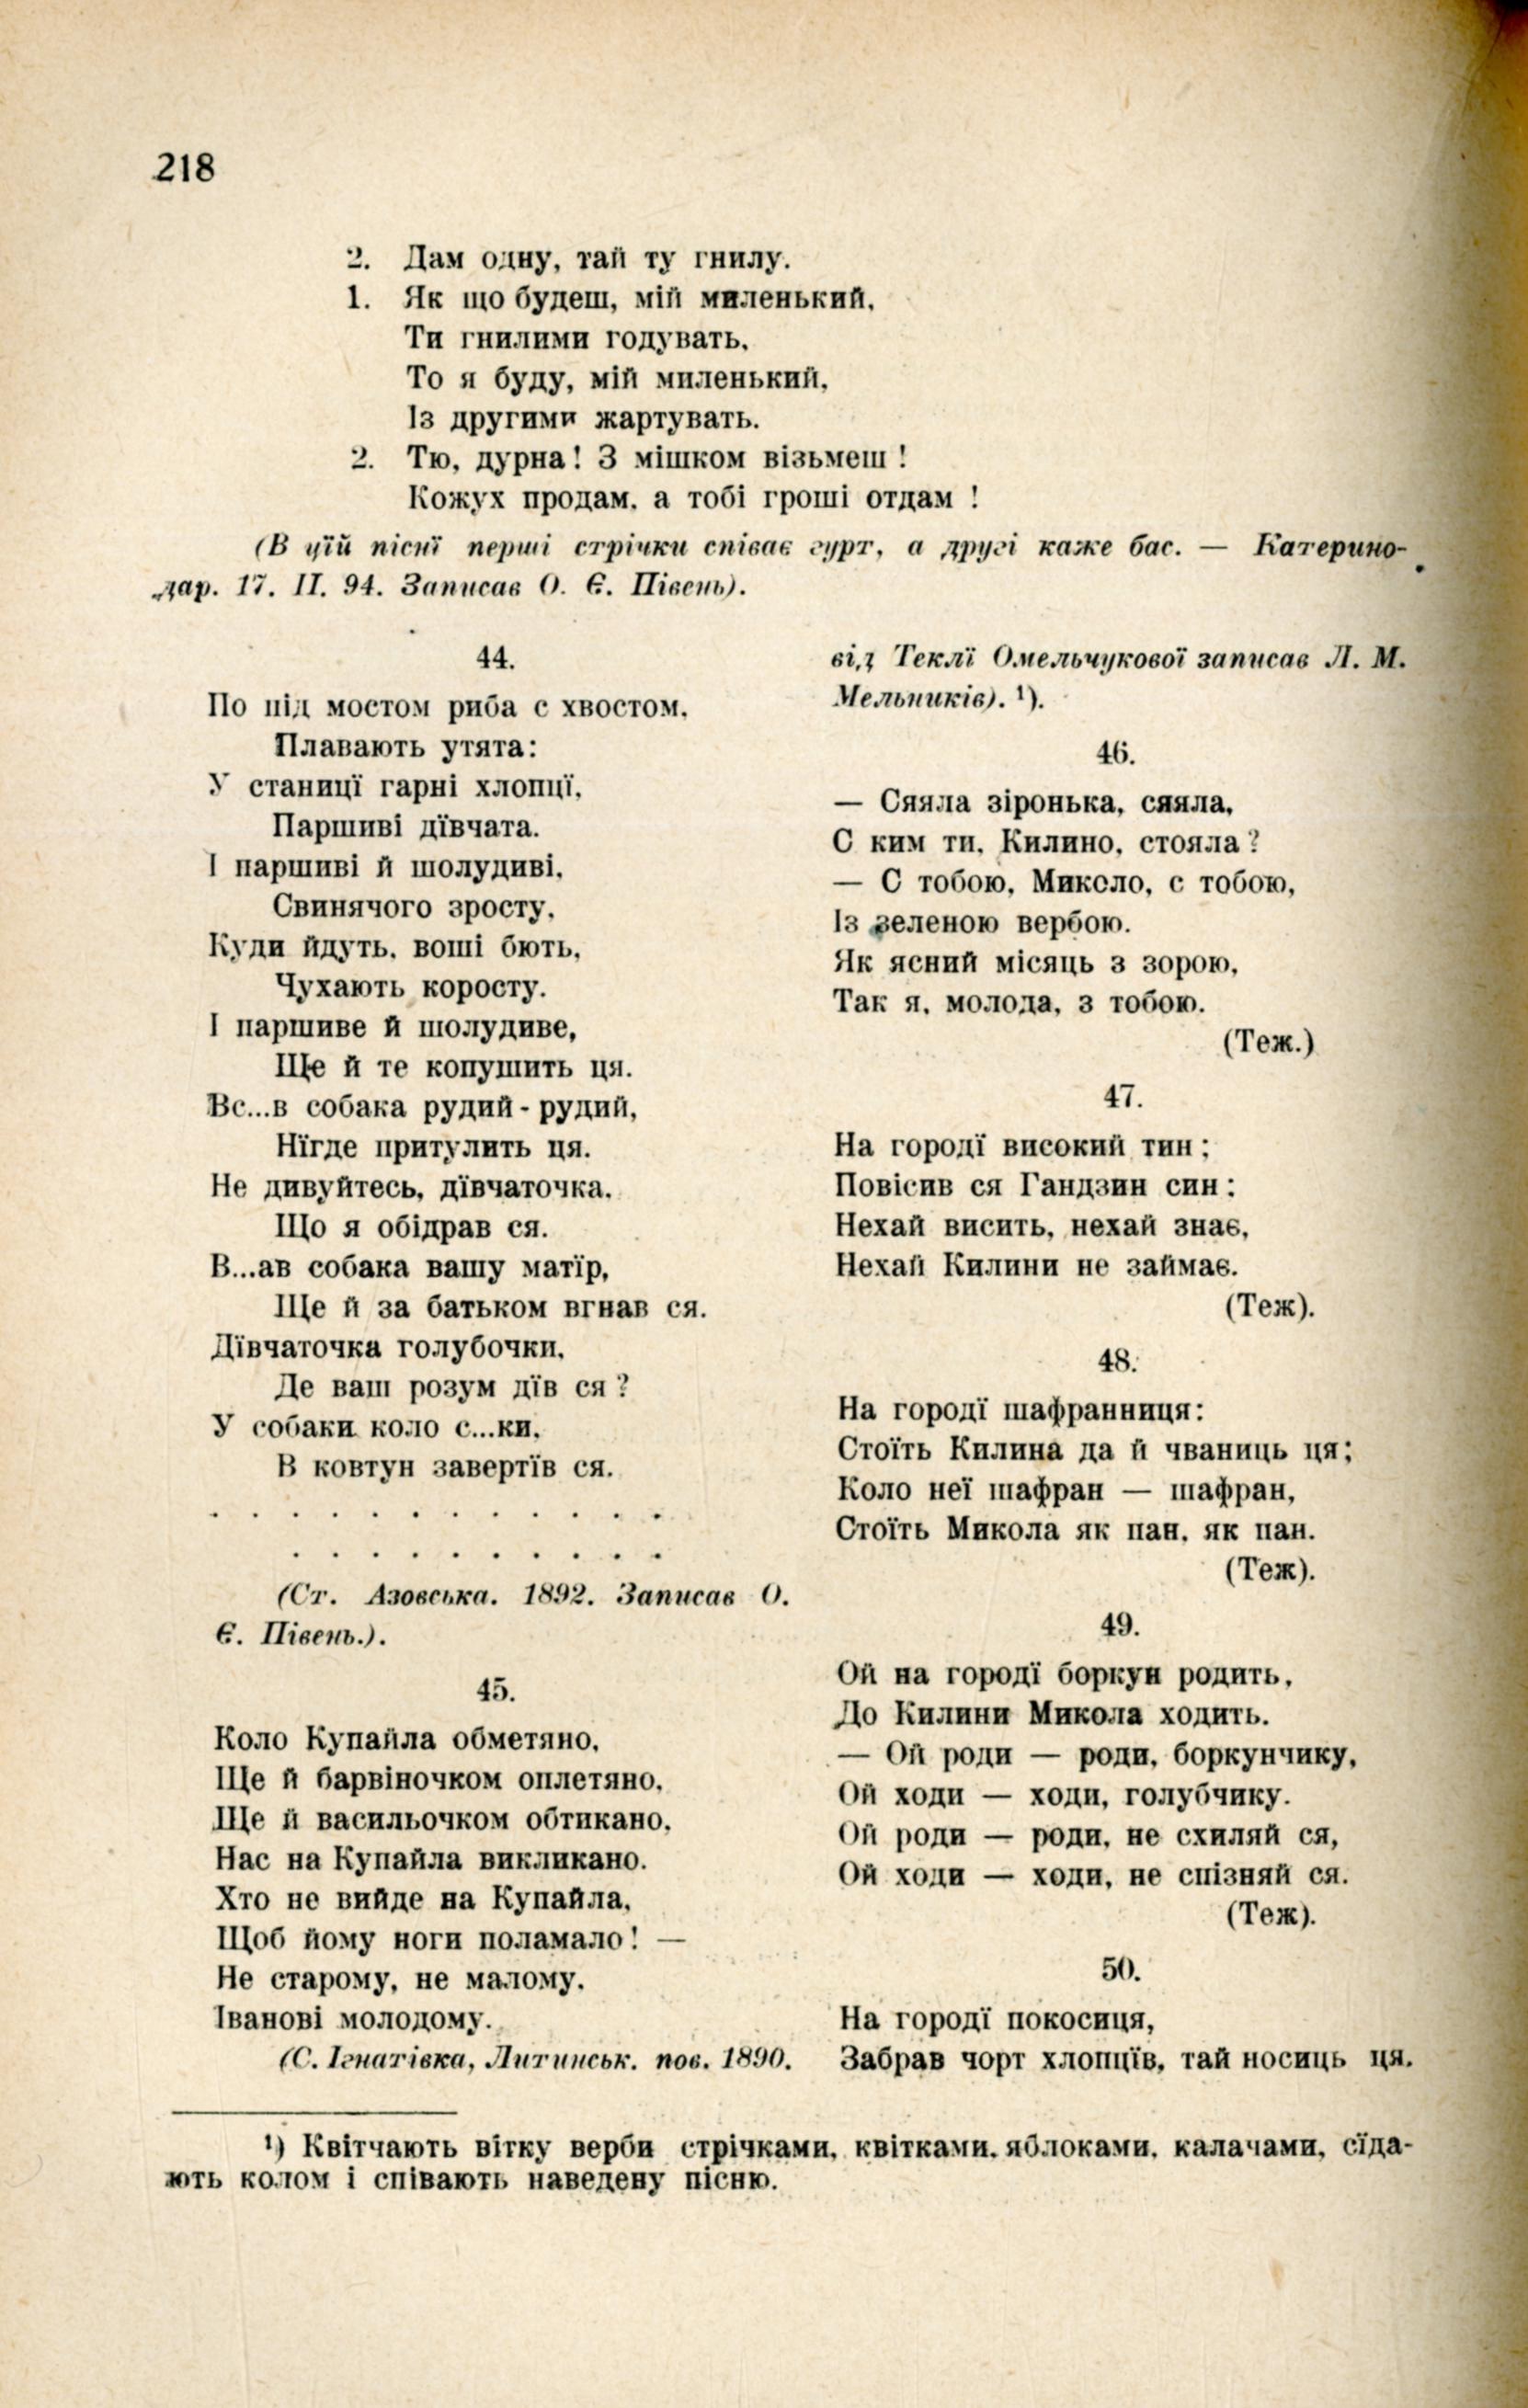 218
2. Дам одну, тай ту гнилу.
1. Як що будеш, мій миленький,
Ти гнилими годувать,
То я буду, мій миленький,
Із другими жартувать.
2. Тю, дурна! З мішком візьмеш !
Кожух продам, а тобі гроші отдам !
(В ції піснї перші стрічки співає гурт, а другі каже бас. — Катерино-
дар. 17. II. 94. Записав О. Є. Півень).
44.
По під мостом риба с хвостом,
Плавають утята:
У станиції гарні хлопцї,
Паршиві дївчата.
І паршиві й шолудиві,
Свинячого зросту,
Куди йдуть, воші бють,
Чухають коросту.
І паршиве й шолудиве,
Ще й те копушить ця.
Вс...в собака рудий - рудий,
Нїгде притулить ця.
Не дивуйтесь, дївчаточка,
Що я обідрав ся.
В...ав собака вашу матїр,
Ще й за батьком вгнав ся.
Дївчаточка голубочки,
Де ваш розум дїв ся ?
У собаки коло с...ки,
В ковтун завертїв ся.
. . . . . . . . . . . .
. . . . . . . . . .
(Ст. Азовська. 1892. Записав О.
Є. Півень.).
45.
Коло Купайла обметяно,
Ще й барвіночком оплетяно,
Ще й васильочком обтикано,
Нас на Купайла викликано.
Хто не вийде на Купайла,
Щоб йому ноги поламало! —
Не старому, не малому,
Іванові молодому.
(С. Ігнатівка, Литинськ. пов. 1890.
від Теклї Омельчукової записав Л. М.
Мельників). ¹).
46.
— Сяяла зіронька, сяяла,
С ким ти, Килино, стояла ?
— С тобою, Миколо, с тобою,
Із зеленою вербою.
Як ясний місяць з зорою,
Так я, молода, з тобою.
(Теж.)
47.
На городї високий тин ;
Повісив ся Гандзин син :
Нехай висить, нехай знає,
Нехай Килини не займає.
(Теж).
48.
На городї шафранниця:
Стоїть Килина да й чваниць ця;
Коло неї шафран — шафран,
Стоїть Микола як пан, як пан.
(Теж).
49.
Ой на городї боркун родить,
До Килини Микола ходить.
— Ой роди — роди, боркунчику,
Ой ходи — ходи, голубчику.
Ой роди — роди, не схиляй ся,
Ой ходи — ходи, не спізняй ся.
(Теж).
50.
На городї покосиця,
Забрав чорт хлопцїв, тай носиць ця.
¹) Квітчають вітку верби стрічками, квітками, яблоками, калачами, сїда-
ють колом і співають наведену пісню.